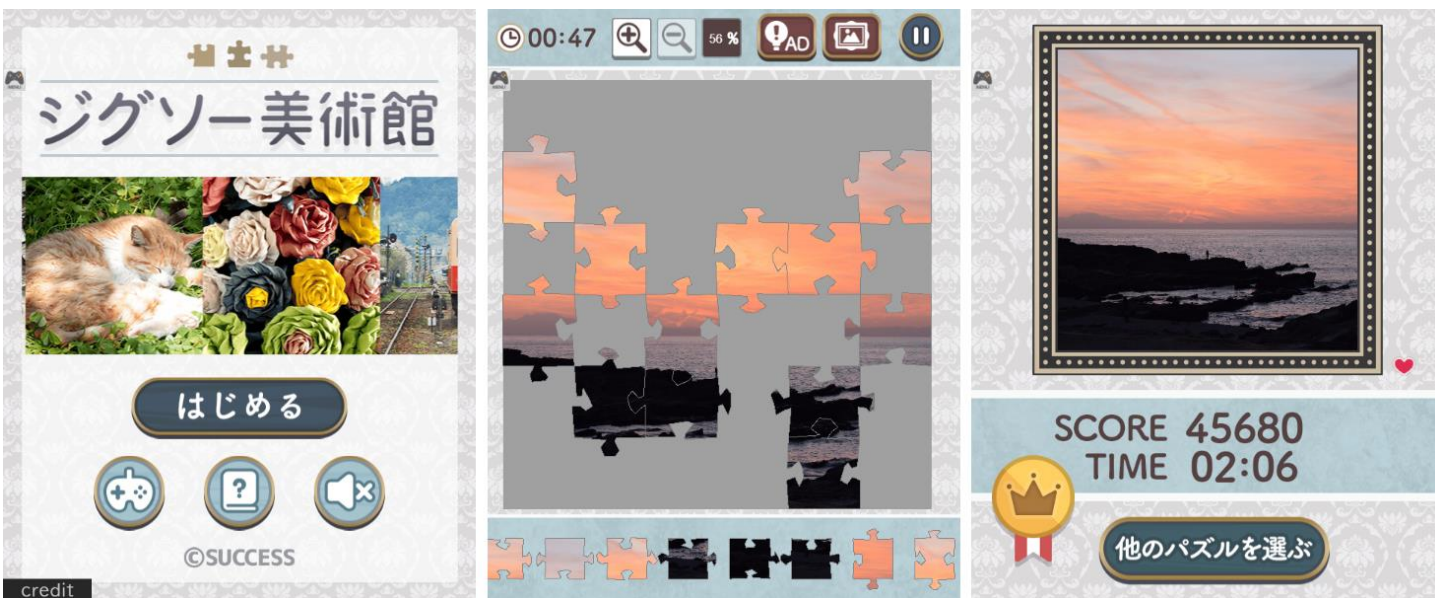 ジグソー美術館
はじめる
©SUCCESS
credit
00:47
56 %
AD
SCORE 45680
TIME 02:06
他のパズルを選ぶ